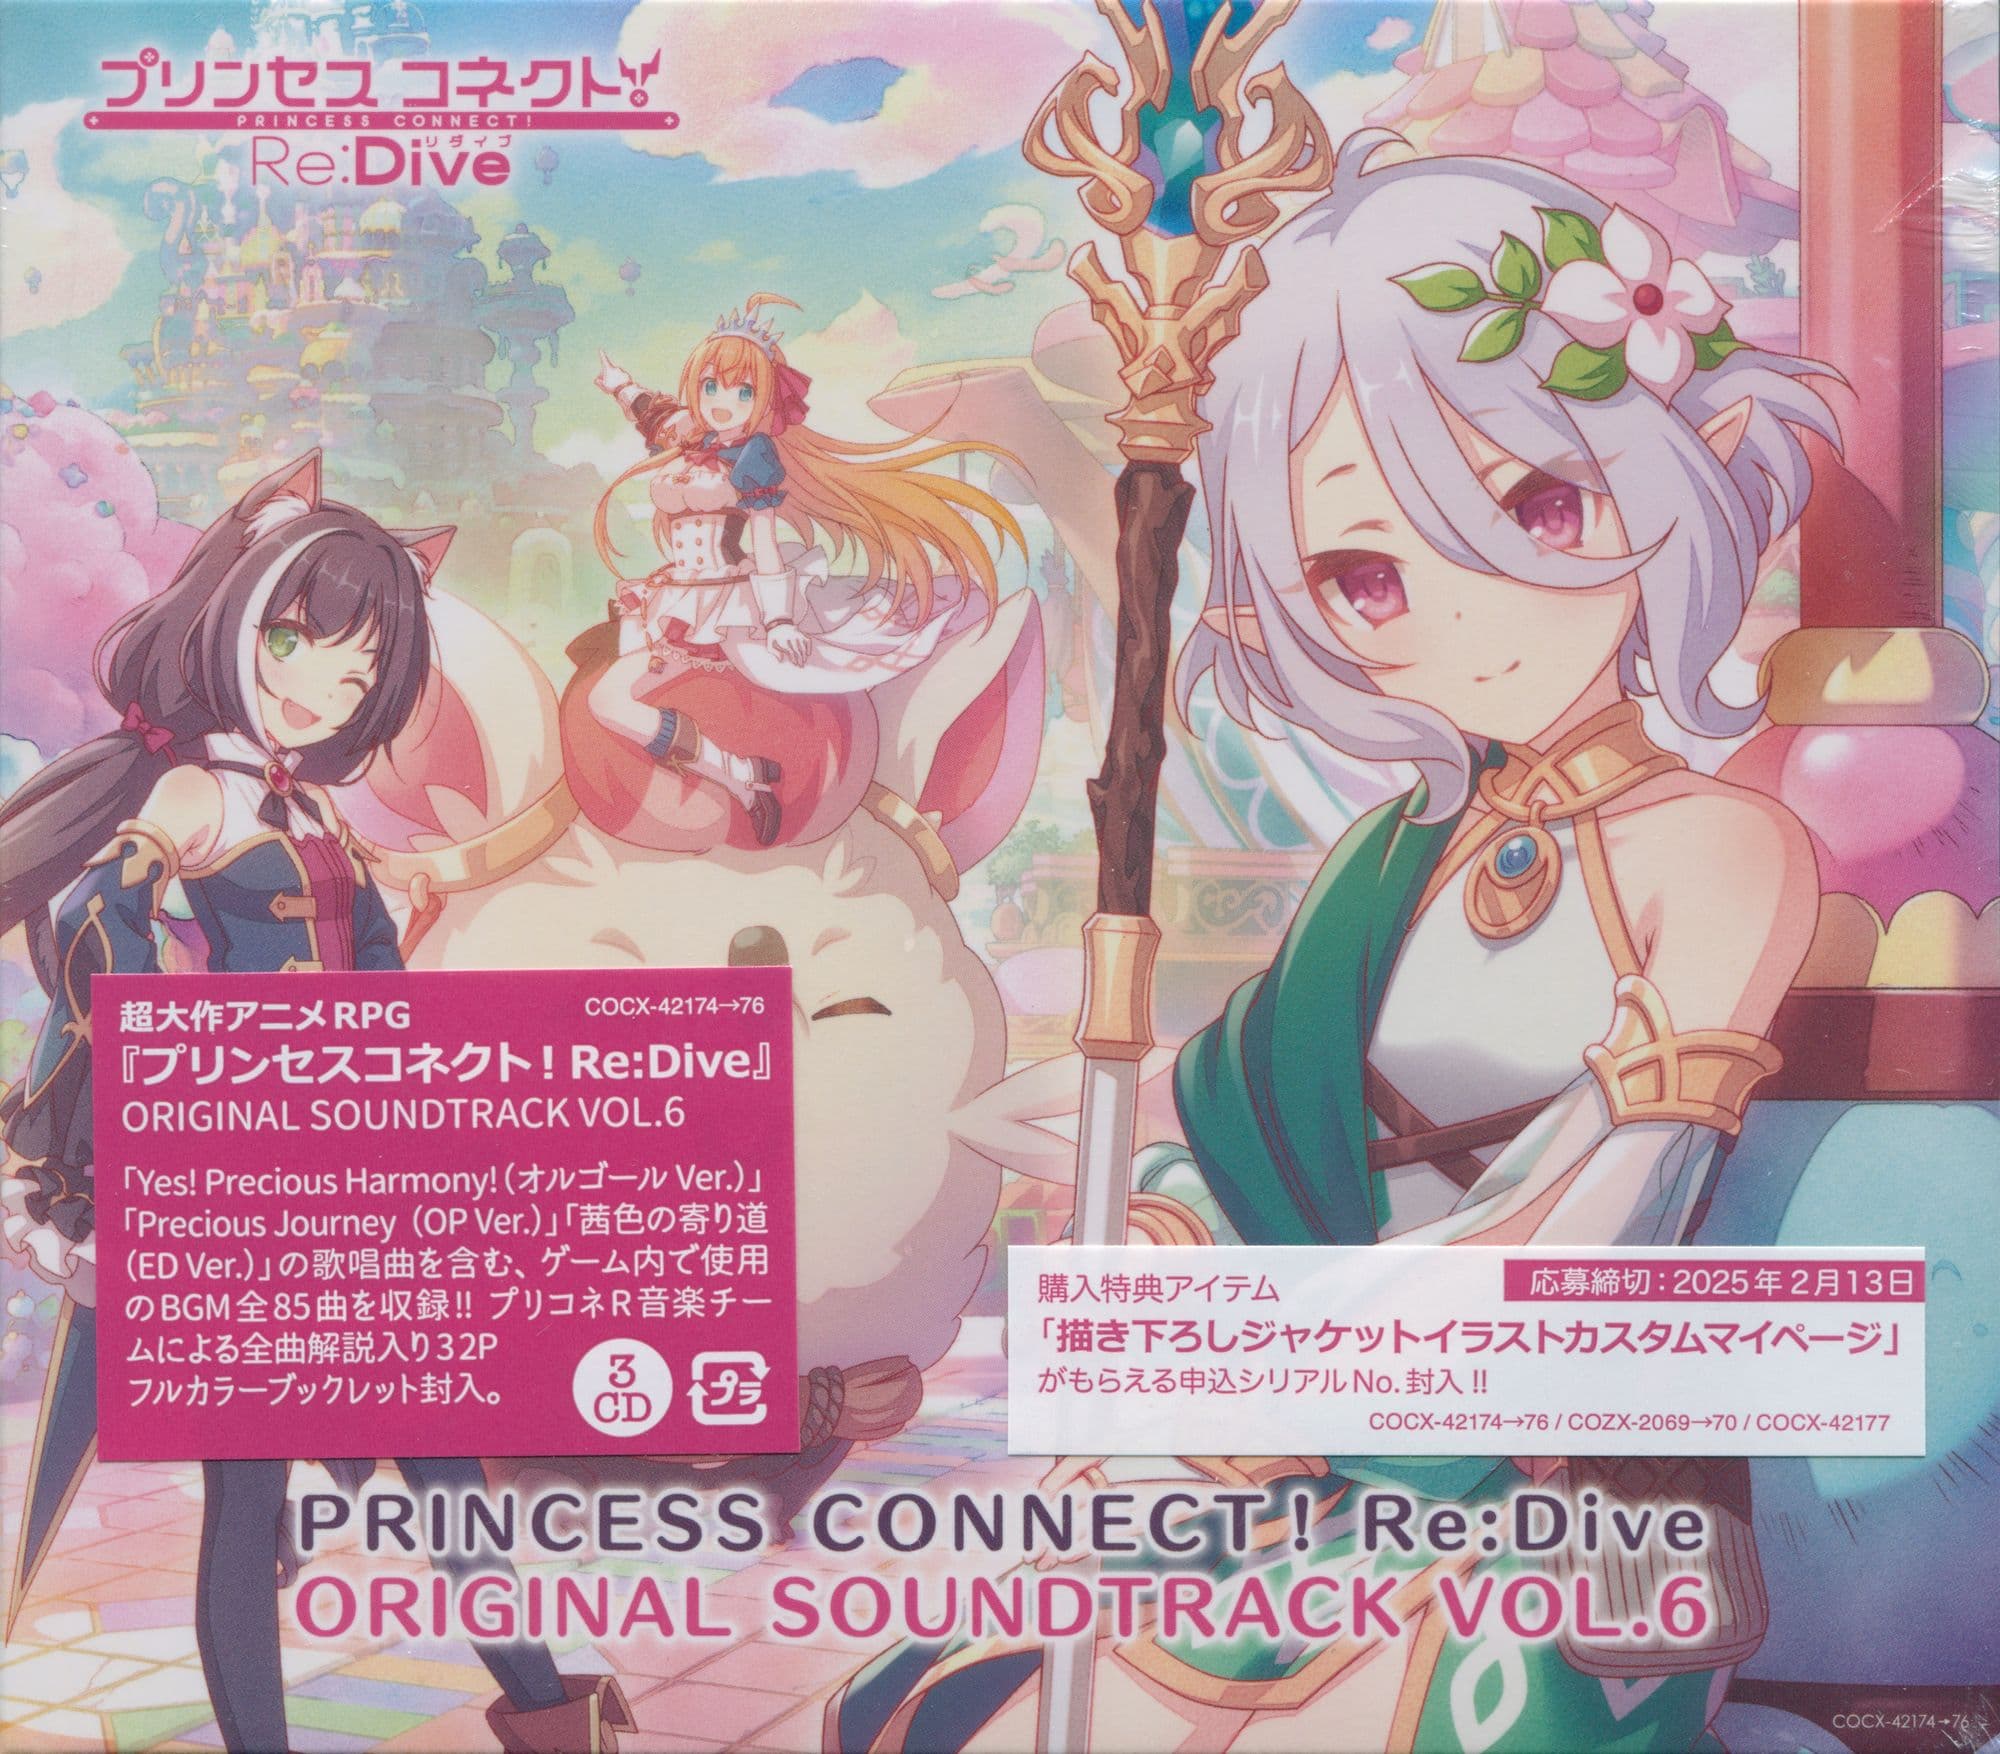 プリンセスコネクト!
PRINCESS CONNECT!
リダイブ
Re:Dive
超大作アニメRPG
COCX-42174→76
『プリンセスコネクト！Re:Dive』
ORIGINAL SOUNDTRACK VOL.6
「Yes! Precious Harmony!（オルゴール Ver.）」
「Precious Journey（OP Ver.）」「茜色の寄り道
（ED Ver.）」の歌唱曲を含む、ゲーム内で使用
のBGM全85曲を収録!! プリコネR音楽チー
ムによる全曲解説入り32P
フルカラーブックレット封入。
3
CD
プラ
購入特典アイテム
応募締切：2025年2月13日
「描き下ろしジャケットイラストカスタムマイページ」
がもらえる申込シリアルNo.封入!!
COCX-42174→76 / COZX-2069→70 / COCX-42177
PRINCESS CONNECT! Re:Dive
ORIGINAL SOUNDTRACK VOL.6
COCX-42174→76